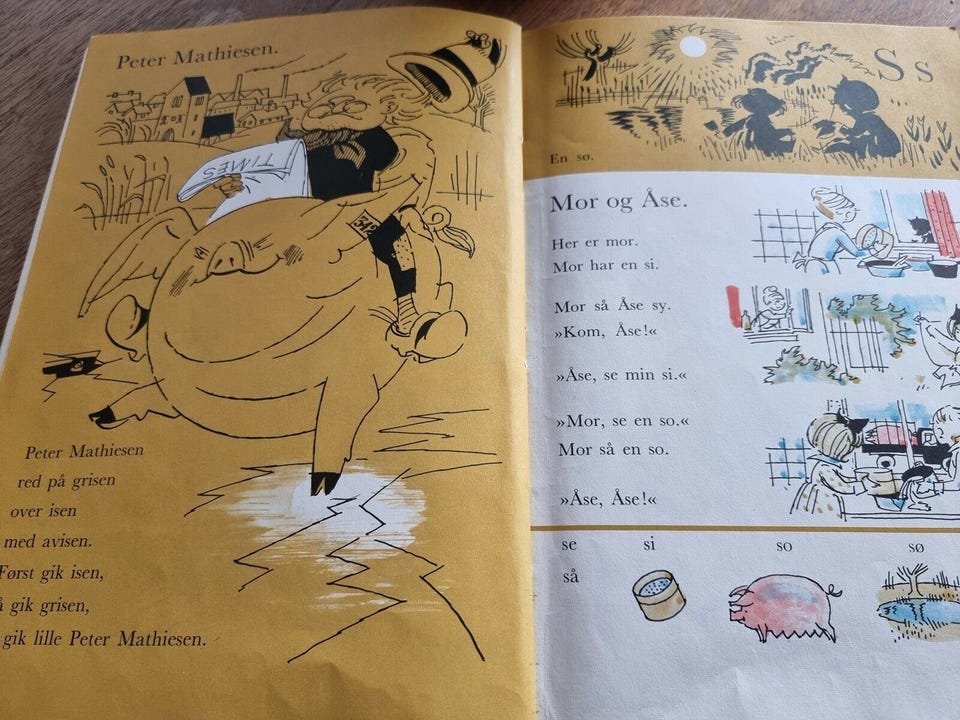 Peter Mathiesen.
TIMES
342
Peter Mathiesen
red på grisen
over isen
med avisen.
Først gik isen,
å gik grisen,
gik lille Peter Mathiesen.
S s
En sø.
Mor og Åse.
Her er mor.
Mor har en si.
Mor så Åse sy.
»Kom, Åse!«
»Åse, se min si.«
»Mor, se en so.«
Mor så en so.
»Åse, Åse!«
se si so sø
så